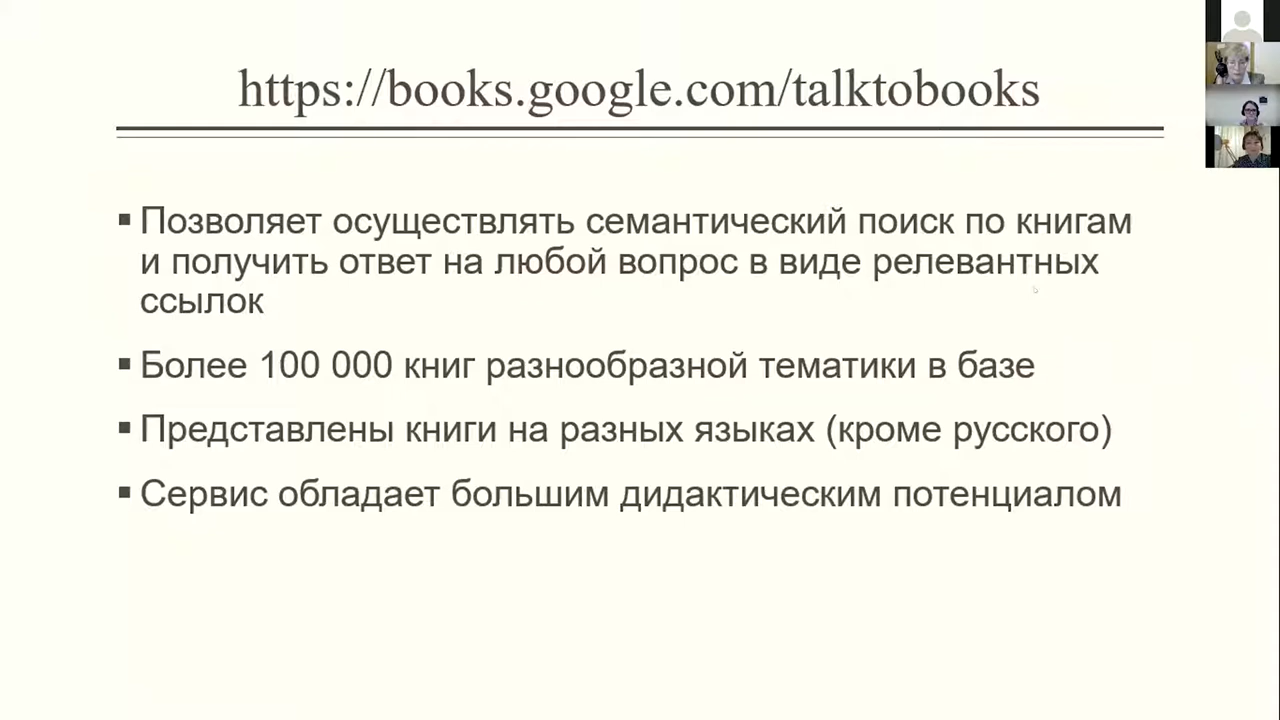 https://books.google.com/talktobooks
▪ Позволяет осуществлять семантический поиск по книгам
и получить ответ на любой вопрос в виде релевантных
ссылок
▪ Более 100 000 книг разнообразной тематики в базе
▪ Представлены книги на разных языках (кроме русского)
▪ Сервис обладает большим дидактическим потенциалом